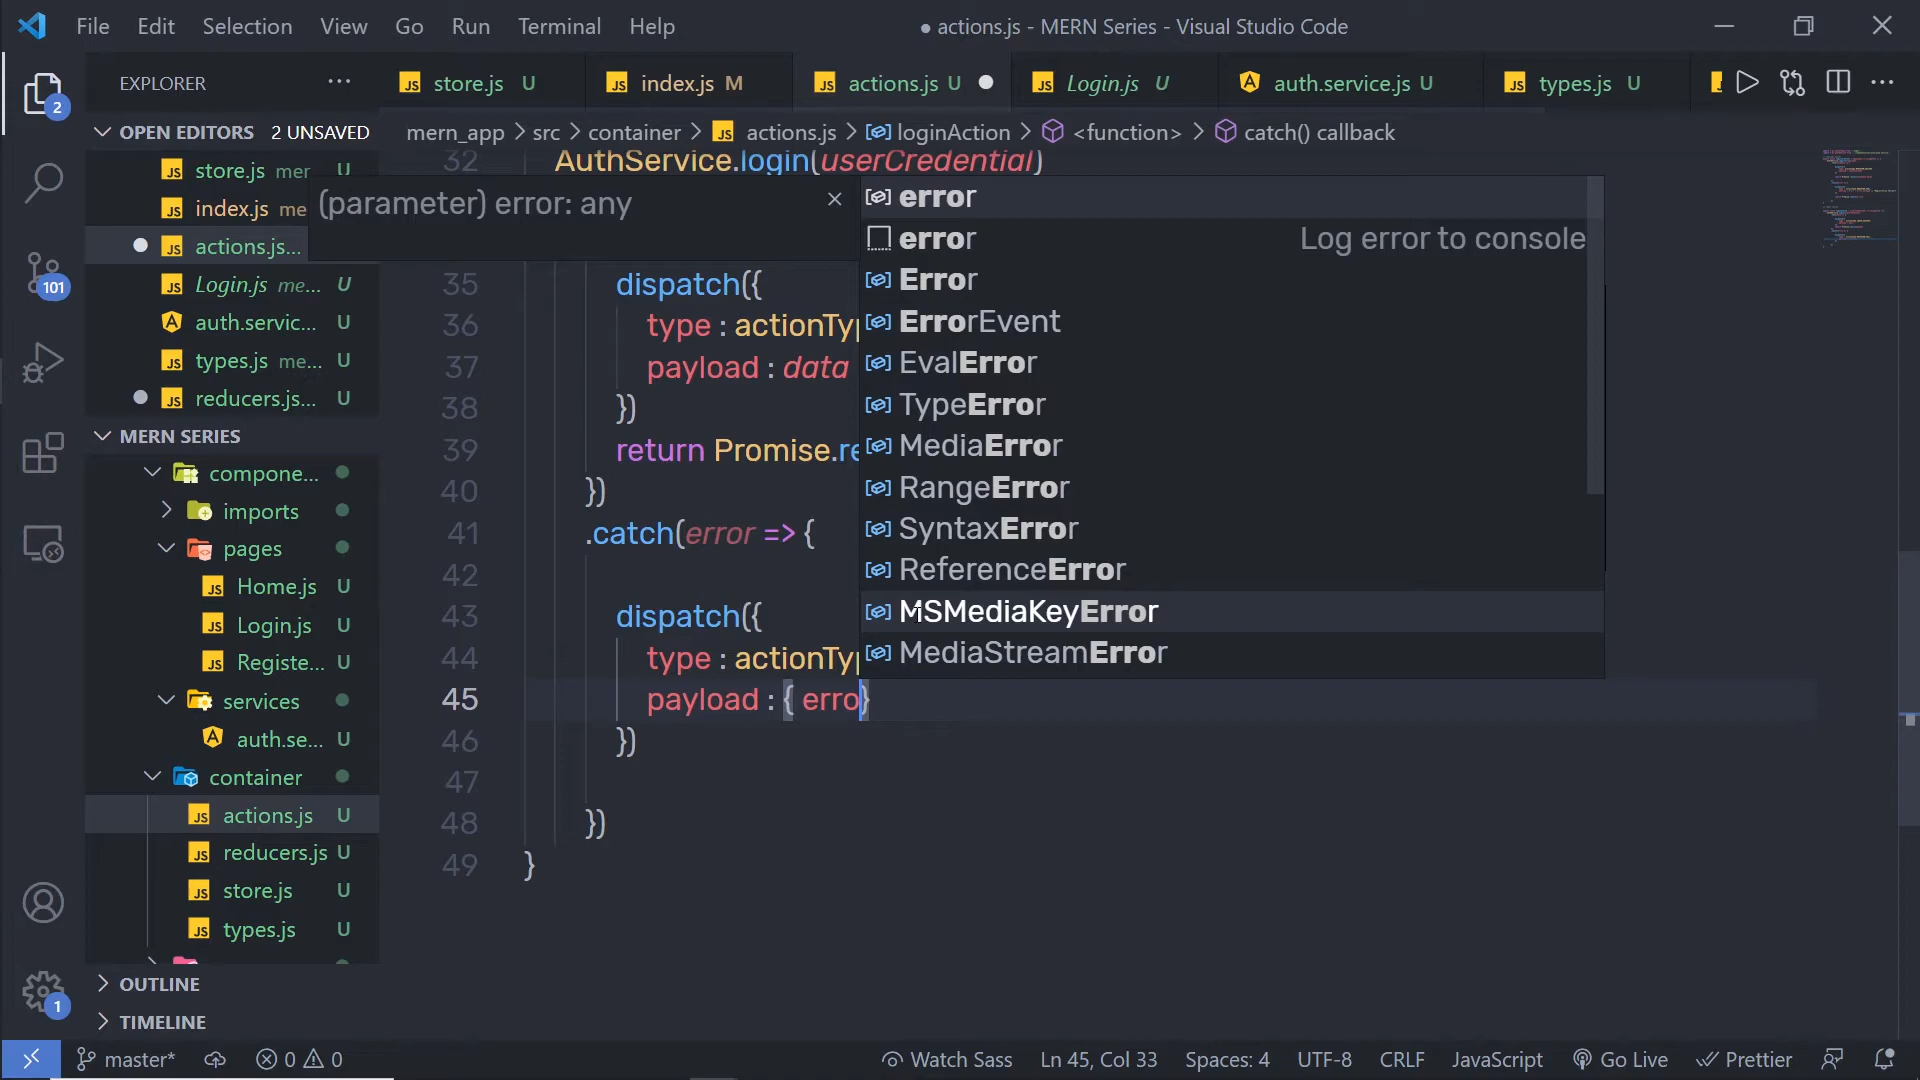 File Edit Selection View Go Run Terminal Help
● actions.js - MERN Series - Visual Studio Code
EXPLORER ···
store.js U
index.js M
actions.js U
Login.js U
auth.service.js U
types.js U
OPEN EDITORS 2 UNSAVED
mern_app > src > container > actions.js > loginAction > <function> > catch() callback
store.js mer... U
index.js me...
actions.js... U
Login.js me... U
auth.servic... U
types.js me... U
reducers.js... U
MERN SERIES
compone...
imports
pages
Home.js U
Login.js U
Registe... U
services
auth.se... U
container
actions.js U
reducers.js U
store.js U
types.js U
OUTLINE
TIMELINE
32 AuthService.login(userCredential)
(parameter) error: any ×
35 dispatch({
36 type : actionTyp
37 payload : data
38 })
39 return Promise.re
40 })
41 .catch(error => {
42
43 dispatch({
44 type : actionTyp
45 payload : { erro}
46 })
47
48 })
49 }
error
error Log error to console
Error
ErrorEvent
EvalError
TypeError
MediaError
RangeError
SyntaxError
ReferenceError
MSMediaKeyError
MediaStreamError
2
101
1
master* 0 0 Watch Sass Ln 45, Col 33 Spaces: 4 UTF-8 CRLF JavaScript Go Live Prettier